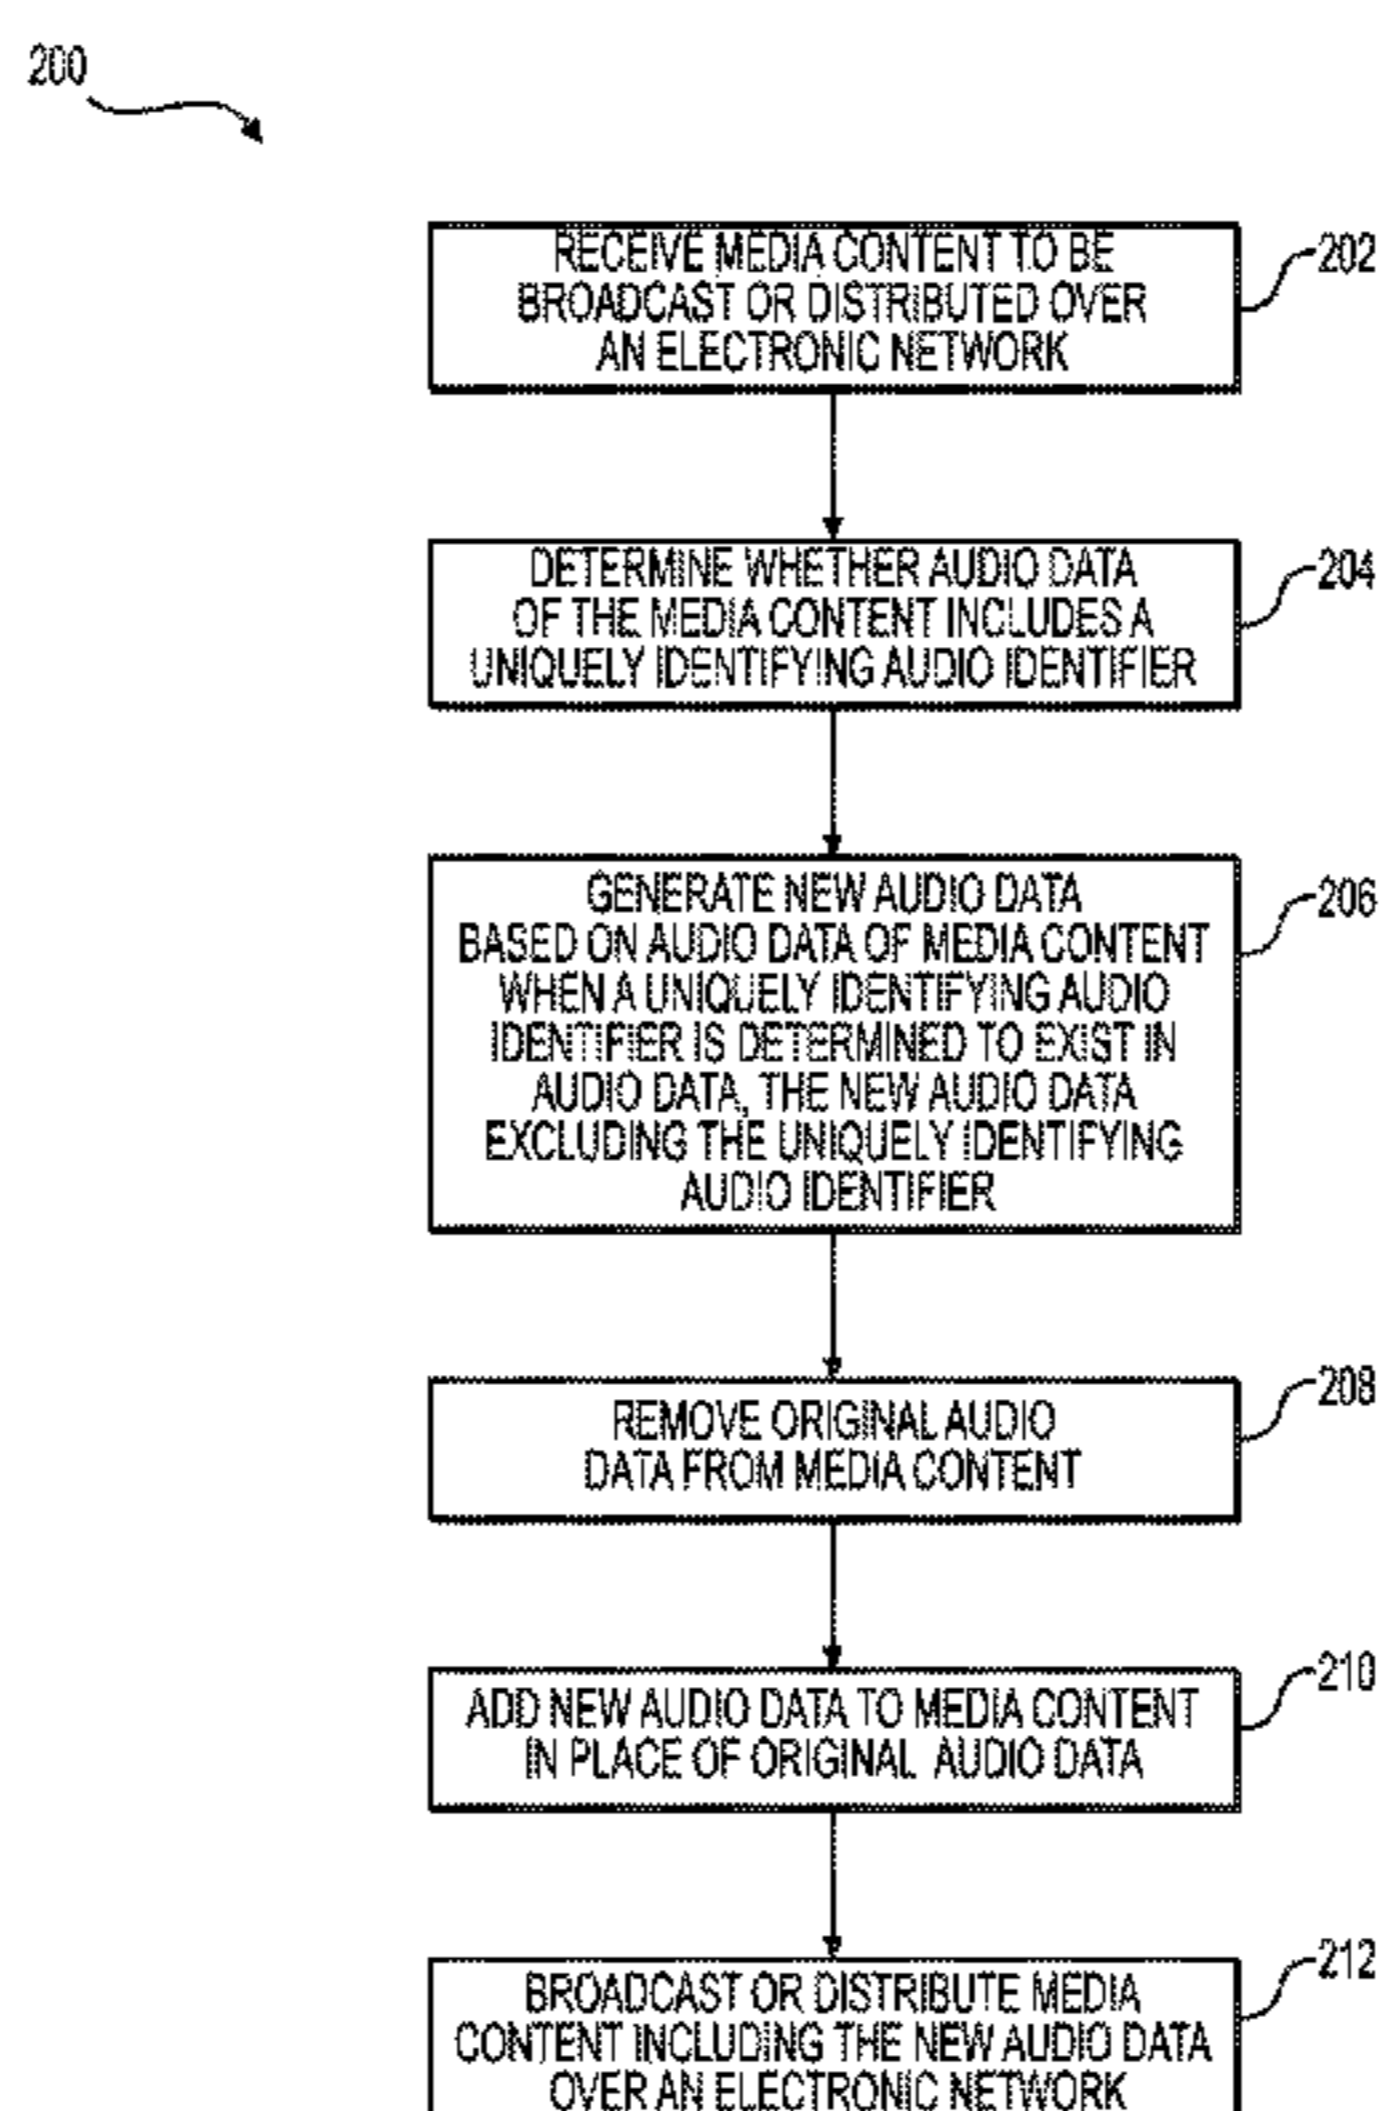 200
RECEIVE MEDIA CONTENT TO BE
BROADCAST OR DISTRIBUTED OVER
AN ELECTRONIC NETWORK
202
DETERMINE WHETHER AUDIO DATA
OF THE MEDIA CONTENT INCLUDES A
UNIQUELY IDENTIFYING AUDIO IDENTIFIER
204
GENERATE NEW AUDIO DATA
BASED ON AUDIO DATA OF MEDIA CONTENT
WHEN A UNIQUELY IDENTIFYING AUDIO
IDENTIFIER IS DETERMINED TO EXIST IN
AUDIO DATA, THE NEW AUDIO DATA
EXCLUDING THE UNIQUELY IDENTIFYING
AUDIO IDENTIFIER
206
REMOVE ORIGINAL AUDIO
DATA FROM MEDIA CONTENT
208
ADD NEW AUDIO DATA TO MEDIA CONTENT
IN PLACE OF ORIGINAL AUDIO DATA
210
BROADCAST OR DISTRIBUTE MEDIA
CONTENT INCLUDING THE NEW AUDIO DATA
OVER AN ELECTRONIC NETWORK
212